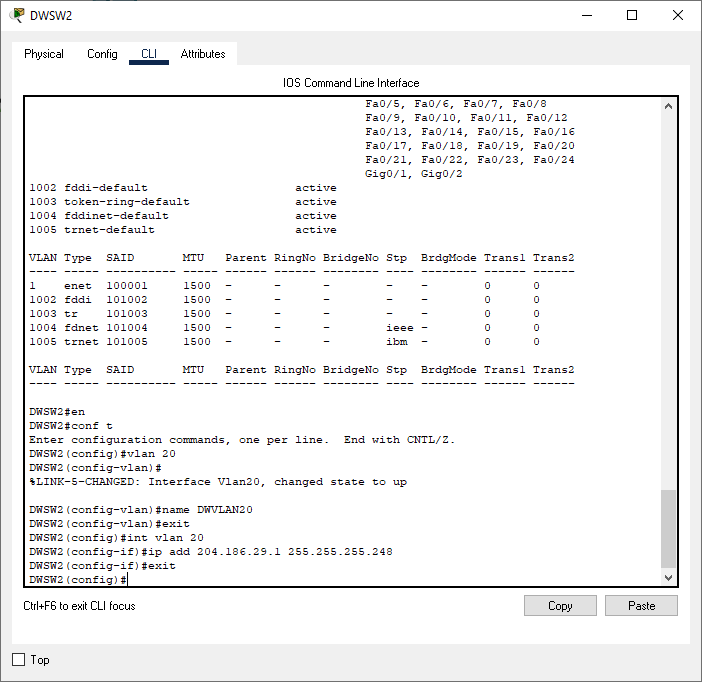 DWSW2
Physical Config CLI Attributes
IOS Command Line Interface
Fa0/5, Fa0/6, Fa0/7, Fa0/8
Fa0/9, Fa0/10, Fa0/11, Fa0/12
Fa0/13, Fa0/14, Fa0/15, Fa0/16
Fa0/17, Fa0/18, Fa0/19, Fa0/20
Fa0/21, Fa0/22, Fa0/23, Fa0/24
Gig0/1, Gig0/2
1002 fddi-default active
1003 token-ring-default active
1004 fddinet-default active
1005 trnet-default active
VLAN Type SAID MTU Parent RingNo BridgeNo Stp BrdgMode Trans1 Trans2
---- ----- ---------- ----- ------ ------ -------- ---- -------- ------ ------
1 enet 100001 1500 - - - - - 0 0
1002 fddi 101002 1500 - - - - - 0 0
1003 tr 101003 1500 - - - - - 0 0
1004 fdnet 101004 1500 - - - ieee - 0 0
1005 trnet 101005 1500 - - - ibm - 0 0
VLAN Type SAID MTU Parent RingNo BridgeNo Stp BrdgMode Trans1 Trans2
---- ----- ---------- ----- ------ ------ -------- ---- -------- ------ ------
DWSW2#en
DWSW2#conf t
Enter configuration commands, one per line. End with CNTL/Z.
DWSW2(config)#vlan 20
DWSW2(config-vlan)#
%LINK-5-CHANGED: Interface Vlan20, changed state to up
DWSW2(config-vlan)#name DWVLAN20
DWSW2(config-vlan)#exit
DWSW2(config)#int vlan 20
DWSW2(config-if)#ip add 204.186.29.1 255.255.255.248
DWSW2(config-if)#exit
DWSW2(config)#
Ctrl+F6 to exit CLI focus
Copy Paste
Top